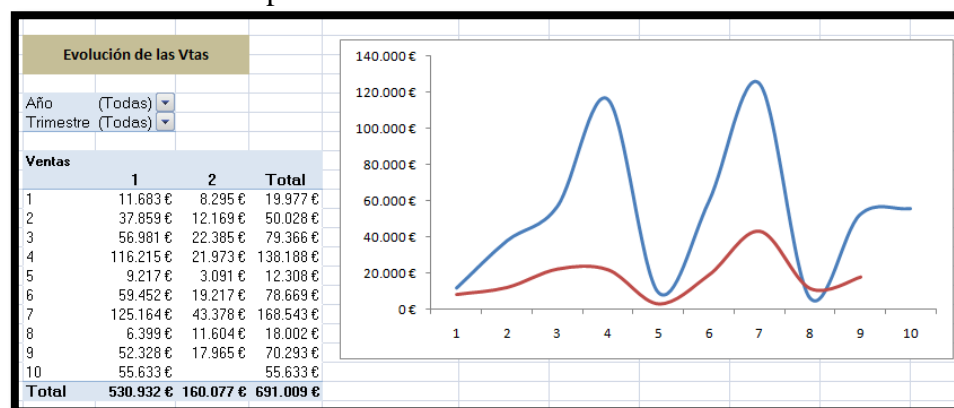 Evolución de las Vtas
Año (Todas)
Trimestre (Todas)
Ventas
1 2 Total
1 11.683 € 8.295 € 19.977 €
2 37.859 € 12.169 € 50.028 €
3 56.981 € 22.385 € 79.366 €
4 116.215 € 21.973 € 138.188 €
5 9.217 € 3.091 € 12.308 €
6 59.452 € 19.217 € 78.669 €
7 125.164 € 43.378 € 168.543 €
8 6.399 € 11.604 € 18.002 €
9 52.328 € 17.965 € 70.293 €
10 55.633 € 55.633 €
Total 530.932 € 160.077 € 691.009 €
140.000 €
120.000 €
100.000 €
80.000 €
60.000 €
40.000 €
20.000 €
0 €
1 2 3 4 5 6 7 8 9 10